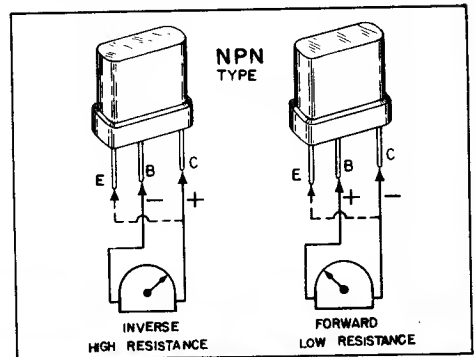 NPN
TYPE
E B C
− +
INVERSE
HIGH RESISTANCE
E B C
+ −
FORWARD
LOW RESISTANCE